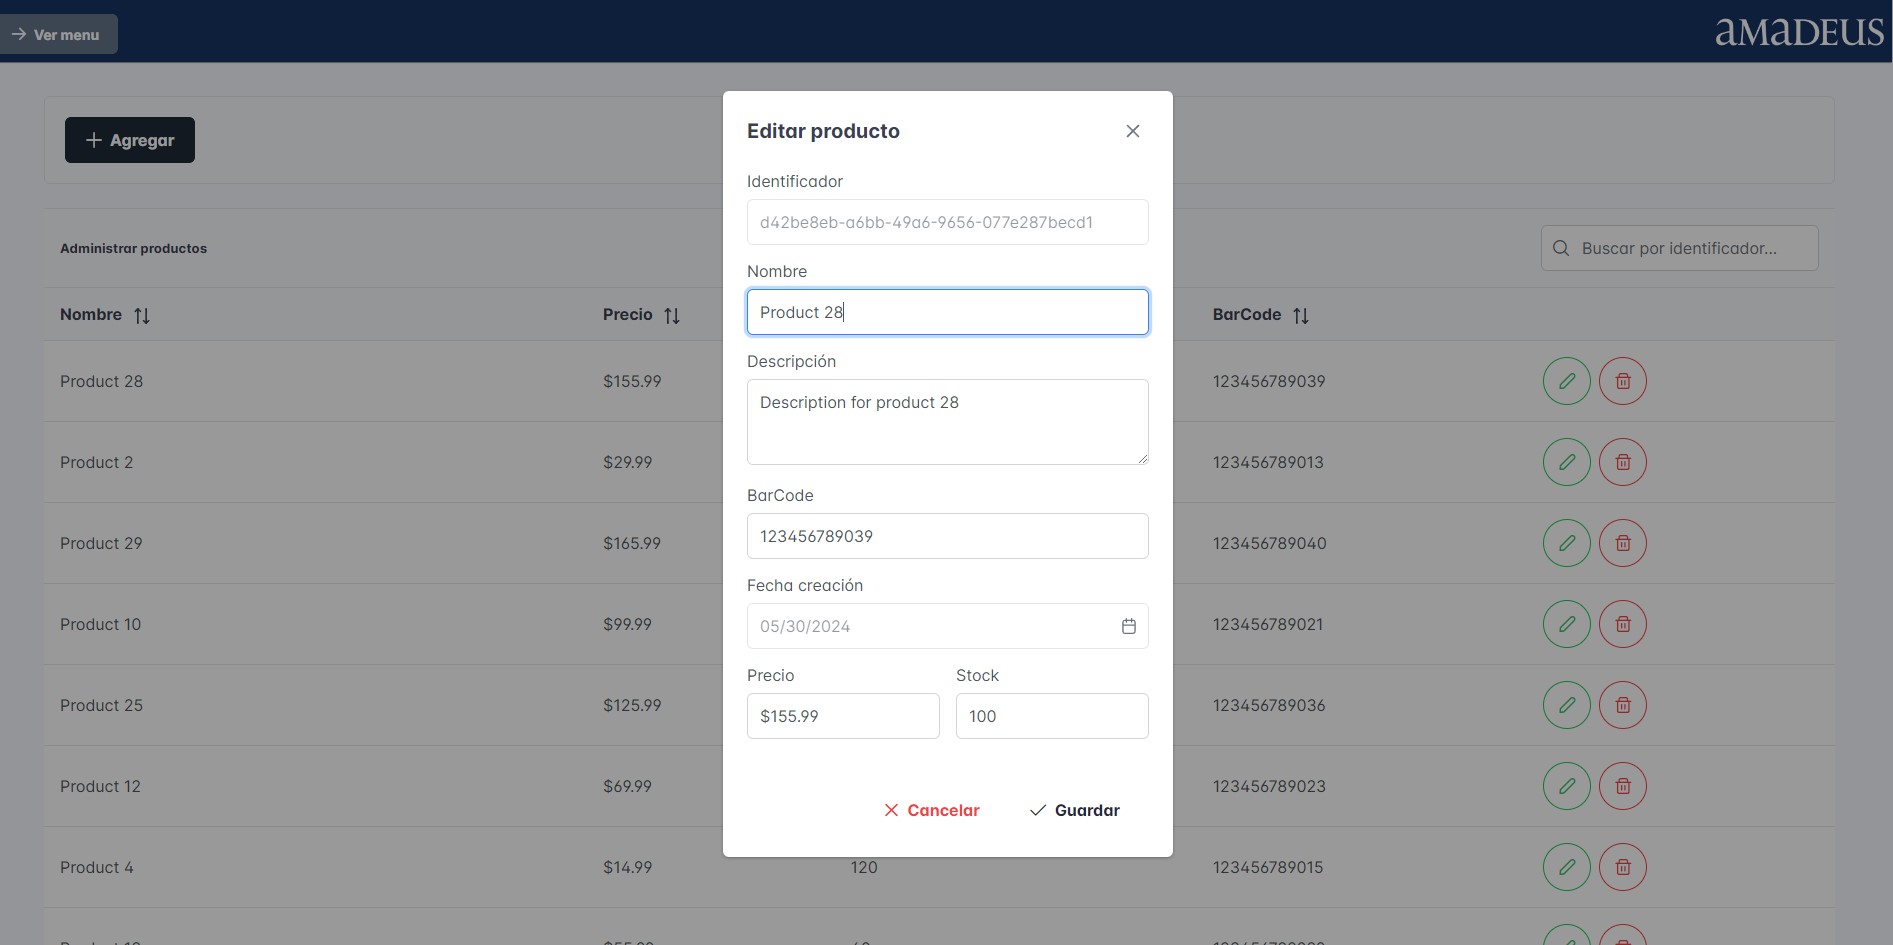 Ver menu
aMaDEUS
Agregar
Administrar productos
Buscar por identificador...
Nombre
Precio
BarCode
Product 28
$155.99
123456789039
Product 2
$29.99
123456789013
Product 29
$165.99
123456789040
Product 10
$99.99
123456789021
Product 25
$125.99
123456789036
Product 12
$69.99
123456789023
Product 4
$14.99
120
123456789015
Editar producto
Identificador
d42be8eb-a6bb-49a6-9656-077e287becd1
Nombre
Product 28
Descripción
Description for product 28
BarCode
123456789039
Fecha creación
05/30/2024
Precio
Stock
$155.99
100
Cancelar
Guardar